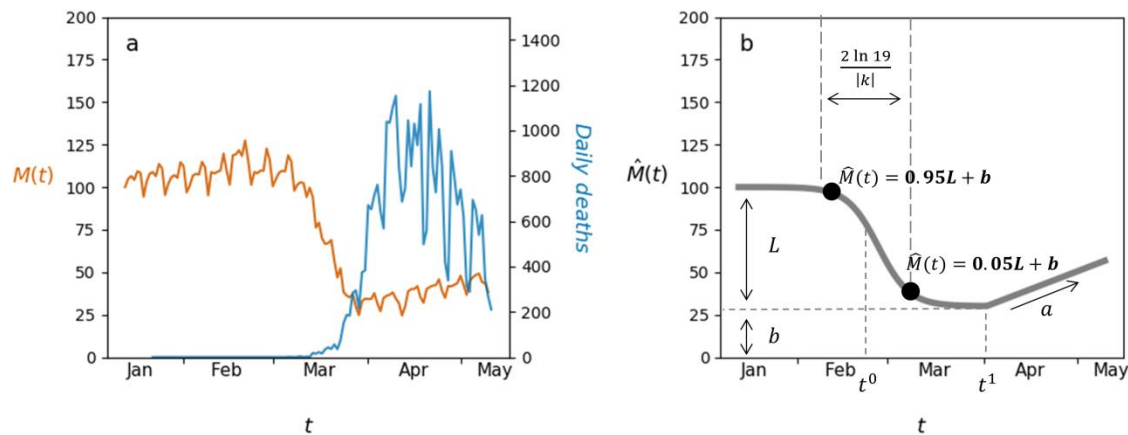 a
200
175
150
125
100
75
50
25
0
M(t)
1400
1200
1000
800
600
400
200
0
Daily deaths
Jan Feb Mar Apr May
t
b
200
175
150
125
100
75
50
25
0
M̂(t)
2 ln 19
|k|
M̂(t) = 0.95L + b
L
M̂(t) = 0.05L + b
b
a
Jan Feb Mar Apr May
t⁰ t¹
t